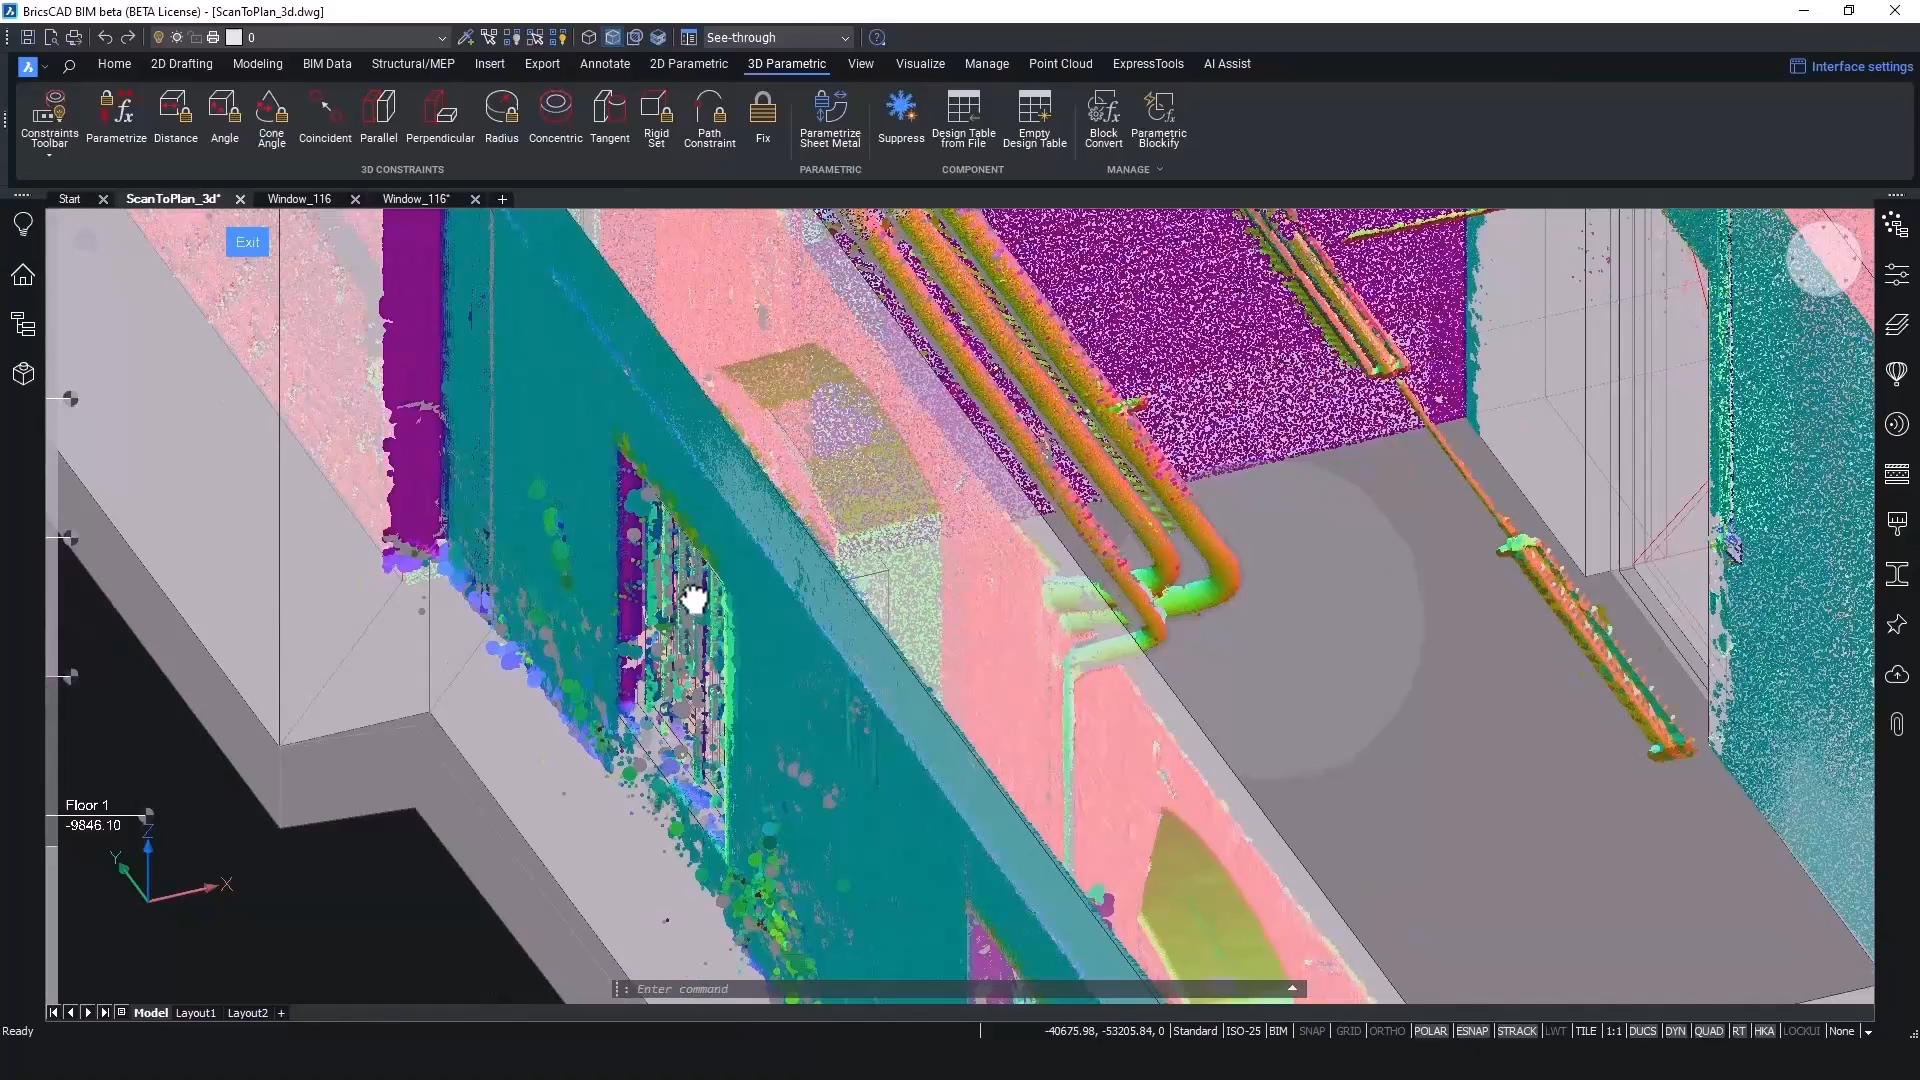 BricsCAD BIM beta (BETA License) - [ScanToPlan_3d.dwg]
0
See-through
Home 2D Drafting Modeling BIM Data Structural/MEP Insert Export Annotate 2D Parametric 3D Parametric View Visualize Manage Point Cloud ExpressTools AI Assist
Interface settings
Constraints Toolbar
Parametrize
Distance
Angle
Cone Angle
Coincident
Parallel
Perpendicular
Radius
Concentric
Tangent
Rigid Set
Path Constraint
Fix
Parametrize Sheet Metal
Suppress
Design Table from File
Empty Design Table
Block Convert
Parametric Blockify
3D CONSTRAINTS
PARAMETRIC
COMPONENT
MANAGE
Start
ScanToPlan_3d*
Window_116
Window_116*
Exit
Floor 1
-9846.10
Z
Y
X
: Enter command
Model Layout1 Layout2 +
Ready
-40675.98, -53205.84, 0 Standard ISO-25 BIM SNAP GRID ORTHO POLAR ESNAP STRACK LWT TILE 1:1 DUCS DYN QUAD RT HKA LOCKUI None